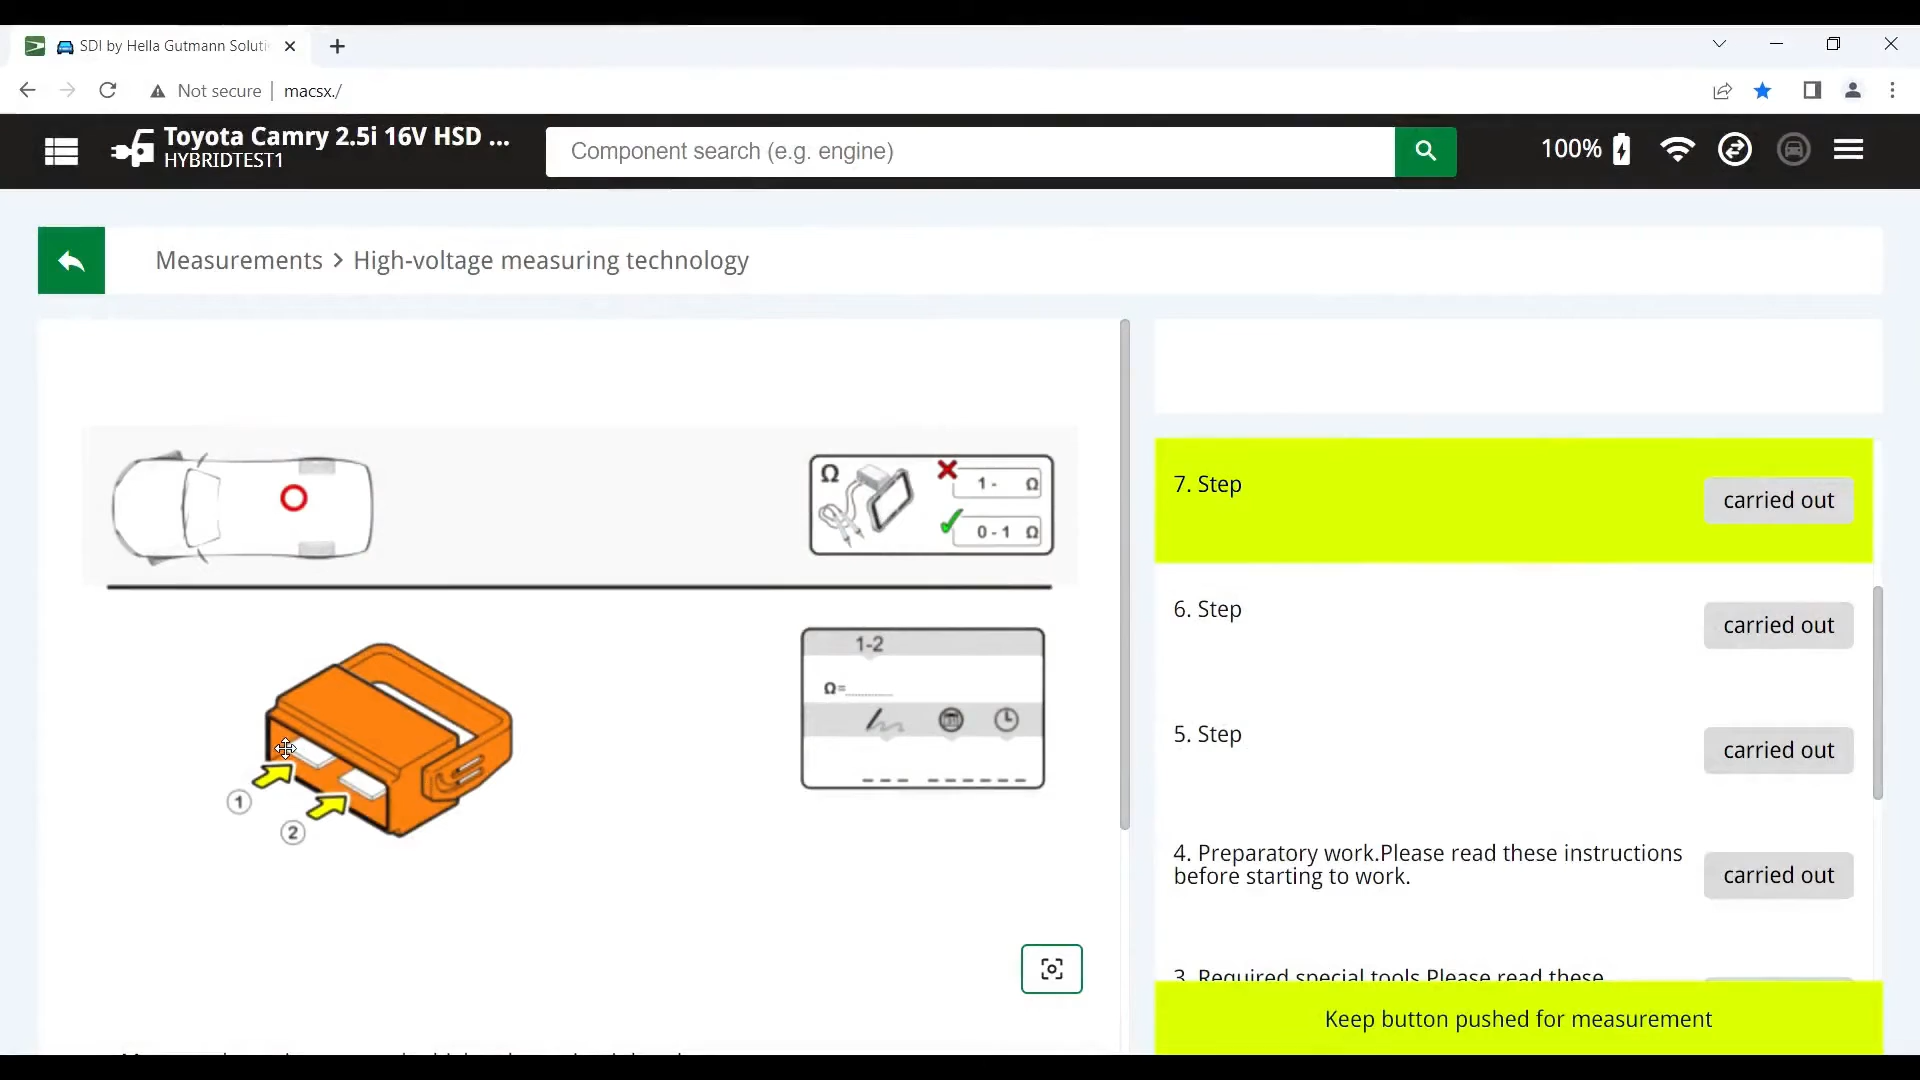 SDI by Hella Gutmann Soluti
Not secure
macsx./
Toyota Camry 2.5i 16V HSD ...
HYBRIDTEST1
Component search (e.g. engine)
100%
Measurements > High-voltage measuring technology
Ω
1 - Ω
0 - 1 Ω
1-2
Ω=
1
2
7. Step
carried out
6. Step
carried out
5. Step
carried out
4. Preparatory work.Please read these instructions
before starting to work.
carried out
3. Required special tools.Please read these
Keep button pushed for measurement